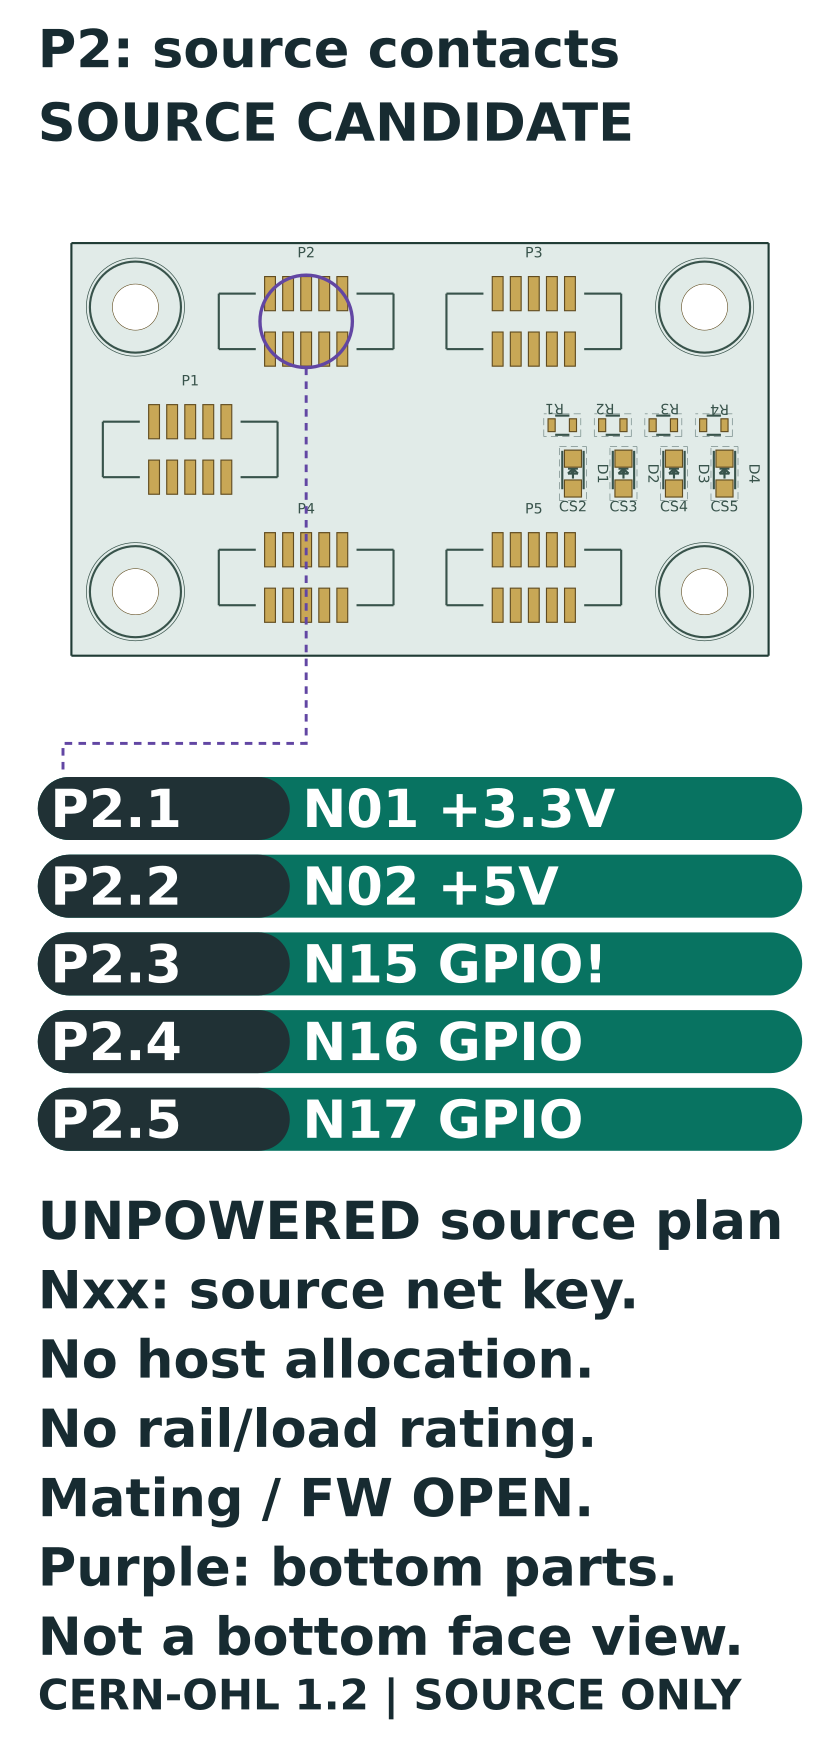 P2: source contacts
SOURCE CANDIDATE
P2
P3
P1
R1
R2
R3
R4
D1
D2
D3
D4
P4
P5
CS2
CS3
CS4
CS5
P2.1 N01 +3.3V
P2.2 N02 +5V
P2.3 N15 GPIO!
P2.4 N16 GPIO
P2.5 N17 GPIO
UNPOWERED source plan
Nxx: source net key.
No host allocation.
No rail/load rating.
Mating / FW OPEN.
Purple: bottom parts.
Not a bottom face view.
CERN-OHL 1.2 | SOURCE ONLY